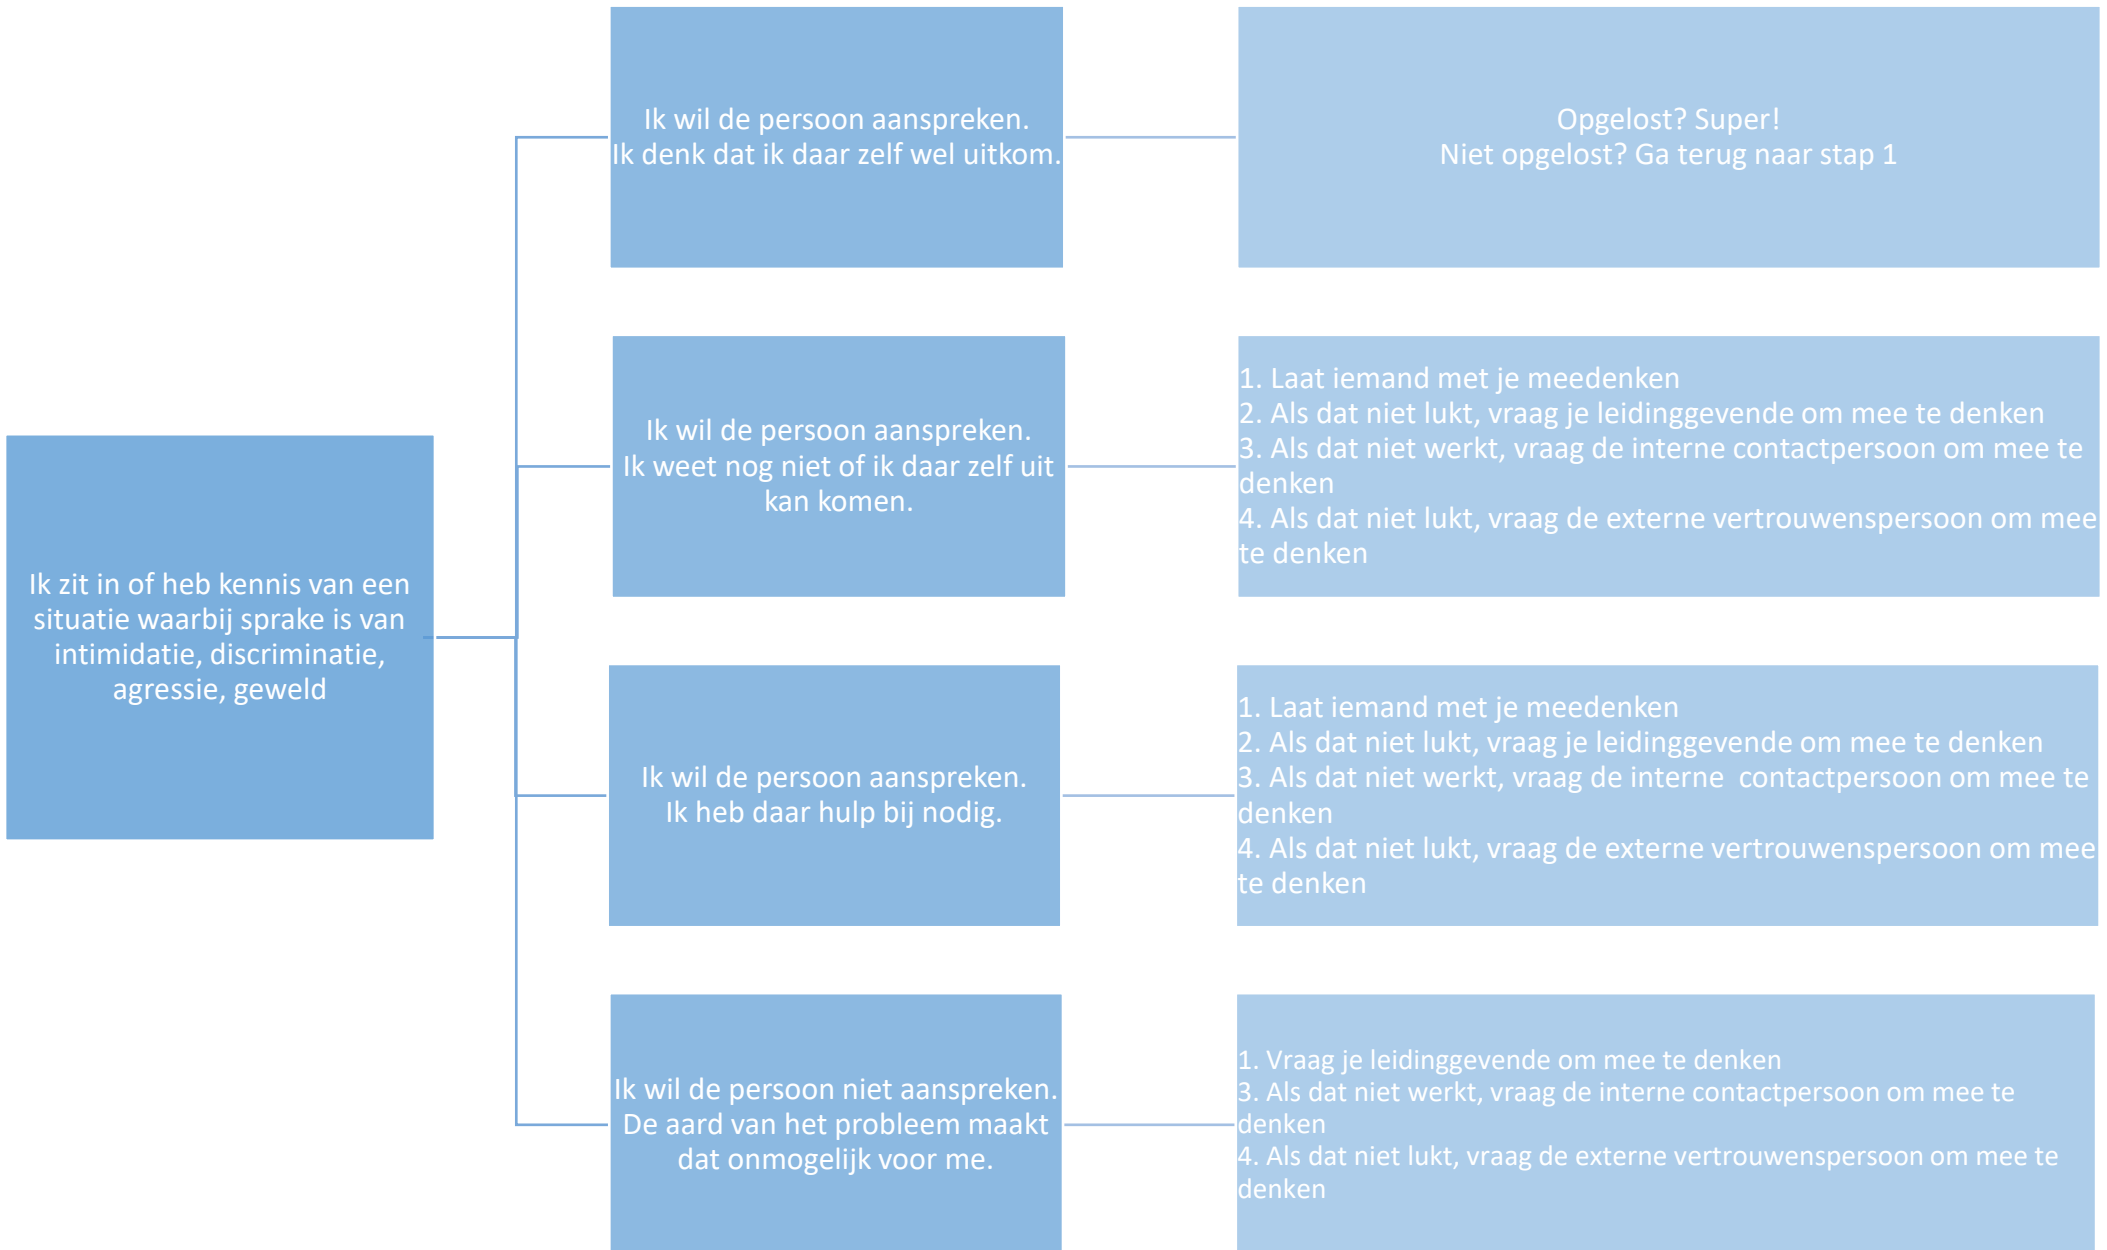 Ik zit in of heb kennis van een
situatie waarbij sprake is van
intimidatie, discriminatie,
agressie, geweld
Ik wil de persoon aanspreken.
Ik denk dat ik daar zelf wel uitkom.
Opgelost? Super!
Niet opgelost? Ga terug naar stap 1
Ik wil de persoon aanspreken.
Ik weet nog niet of ik daar zelf uit
kan komen.
1. Laat iemand met je meedenken
2. Als dat niet lukt, vraag je leidinggevende om mee te denken
3. Als dat niet werkt, vraag de interne contactpersoon om mee te
denken
4. Als dat niet lukt, vraag de externe vertrouwenspersoon om mee
te denken
Ik wil de persoon aanspreken.
Ik heb daar hulp bij nodig.
1. Laat iemand met je meedenken
2. Als dat niet lukt, vraag je leidinggevende om mee te denken
3. Als dat niet werkt, vraag de interne  contactpersoon om mee te
denken
4. Als dat niet lukt, vraag de externe vertrouwenspersoon om mee
te denken
Ik wil de persoon niet aanspreken.
De aard van het probleem maakt
dat onmogelijk voor me.
1. Vraag je leidinggevende om mee te denken
3. Als dat niet werkt, vraag de interne contactpersoon om mee te
denken
4. Als dat niet lukt, vraag de externe vertrouwenspersoon om mee te
denken